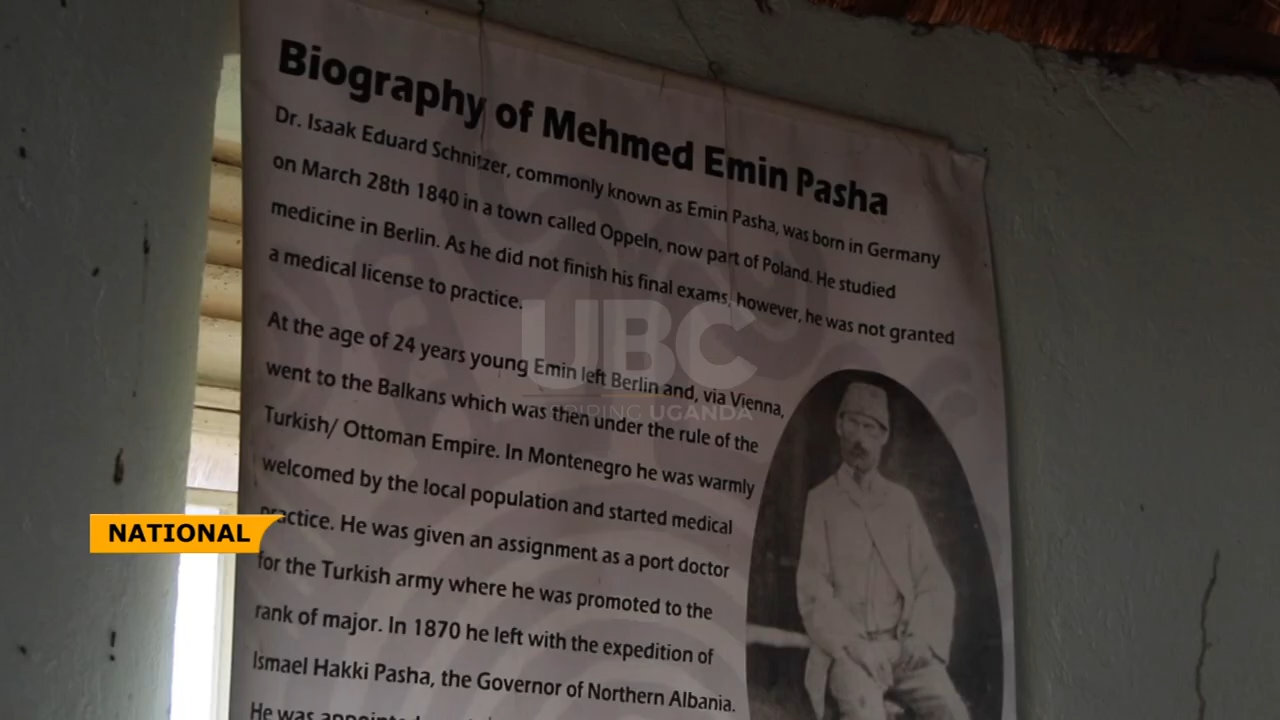 Biography of Mehmed Emin Pasha
Dr. Isaak Eduard Schnitzer, commonly known as Emin Pasha, was born in Germany
on March 28th 1840 in a town called Oppeln, now part of Poland. He studied
medicine in Berlin. As he did not finish his final exams, however, he was not granted
a medical license to practice.
At the age of 24 years young Emin left Berlin and, via Vienna,
went to the Balkans which was then under the rule of the
Turkish/ Ottoman Empire. In Montenegro he was warmly
welcomed by the local population and started medical
practice. He was given an assignment as a port doctor
for the Turkish army where he was promoted to the
rank of major. In 1870 he left with the expedition of
Ismael Hakki Pasha, the Governor of Northern Albania.
He was
UBC
UGANDA
NATIONAL